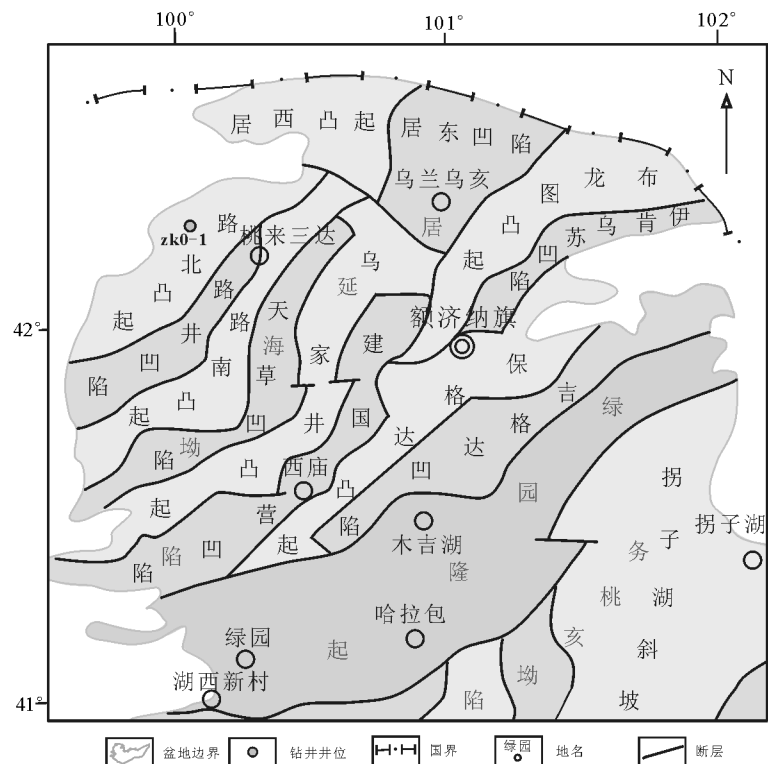 100°
101°
102°
N
居西凸起
居东凹陷
乌兰乌亥
布龙图凸起
伊肯乌苏凹陷
居延海坳陷
zk0-1
路北凸起
桃来三达
路井凹陷
路南凸起
天草凹陷
乌家井凸起
建国营凹陷
额济纳旗
42°
保格达凸起
吉格达凹陷
西庙
绿园隆起
木吉湖
拐子湖
拐子湖斜坡
务桃亥坳陷
哈拉包
绿园
湖西新村
41°
盆地边界
钻井井位
国界
绿园
地名
断层